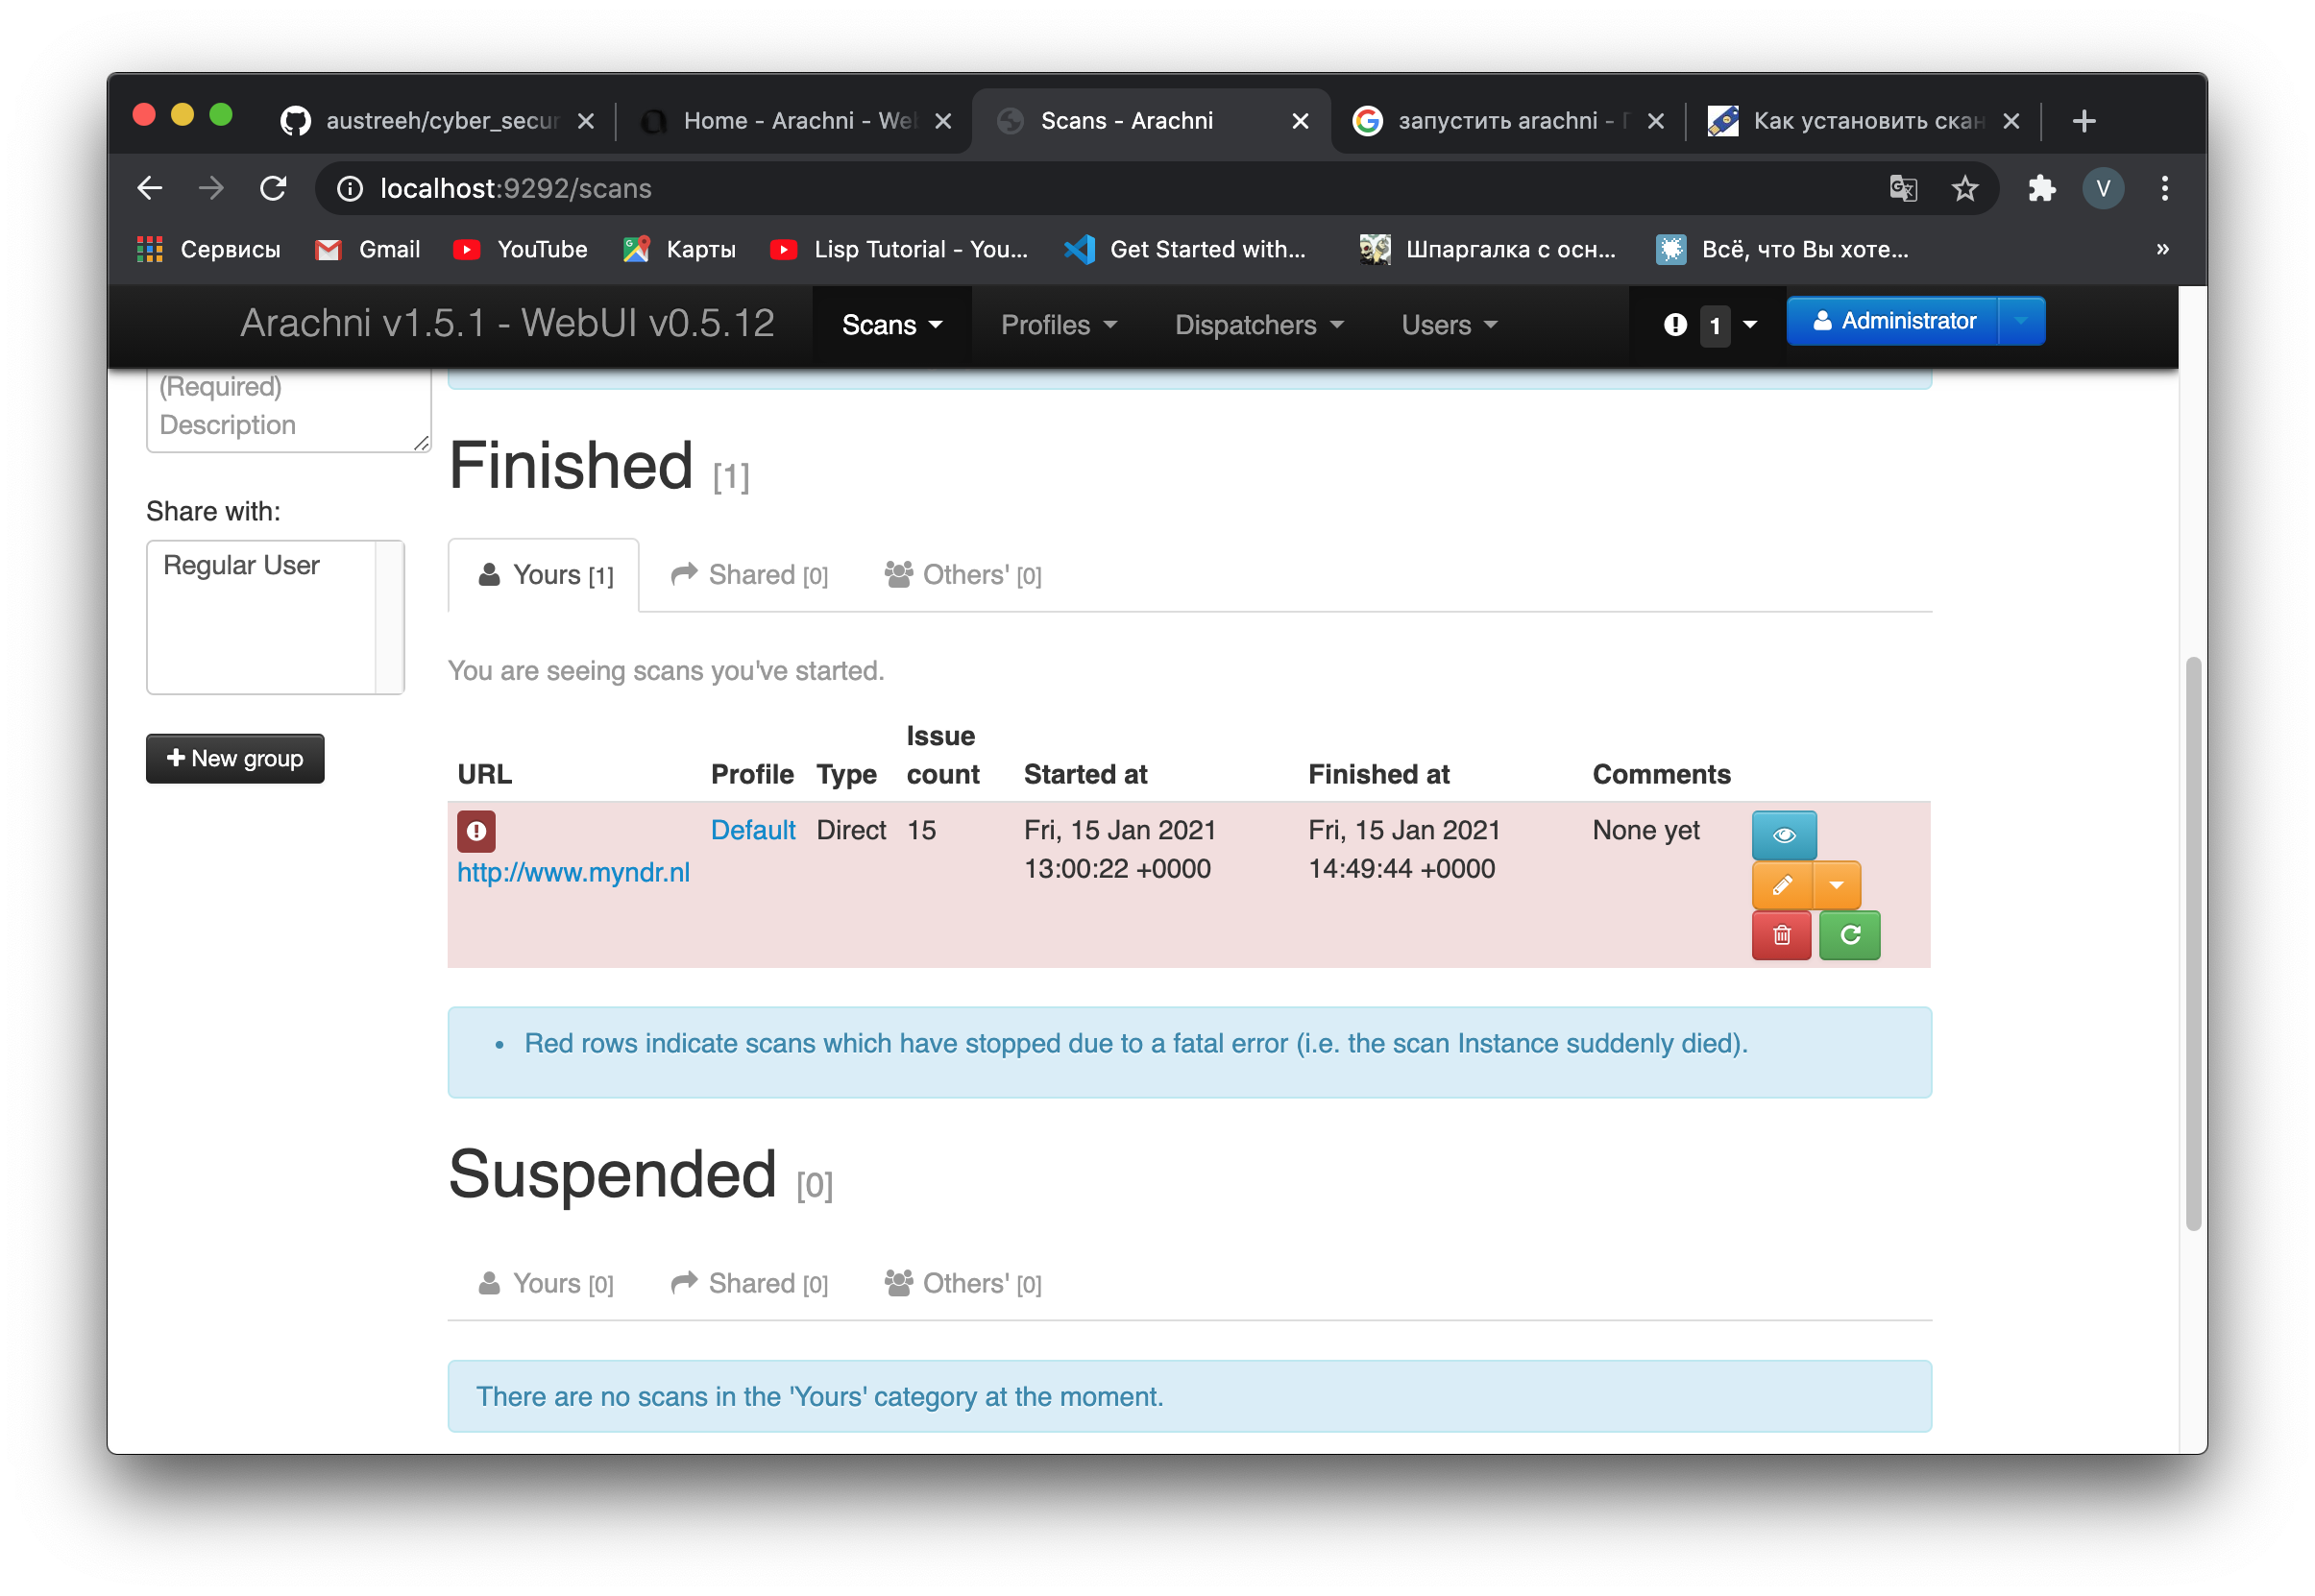 austreeh/cyber_secur
Home - Arachni - Web
Scans - Arachni
запустить arachni -
Как установить скан
localhost:9292/scans
V
Сервисы
Gmail
YouTube
Карты
Lisp Tutorial - You...
Get Started with...
Шпаргалка с осн...
Всё, что Вы хоте...
»
Arachni v1.5.1 - WebUI v0.5.12
Scans
Profiles
Dispatchers
Users
1
Administrator
(Required)
Description
Share with:
Regular User
New group
Finished [1]
Yours [1]
Shared [0]
Others' [0]
You are seeing scans you've started.
URL
Profile
Type
Issue
count
Started at
Finished at
Comments
http://www.myndr.nl
Default
Direct
15
Fri, 15 Jan 2021
13:00:22 +0000
Fri, 15 Jan 2021
14:49:44 +0000
None yet
• Red rows indicate scans which have stopped due to a fatal error (i.e. the scan Instance suddenly died).
Suspended [0]
Yours [0]
Shared [0]
Others' [0]
There are no scans in the 'Yours' category at the moment.